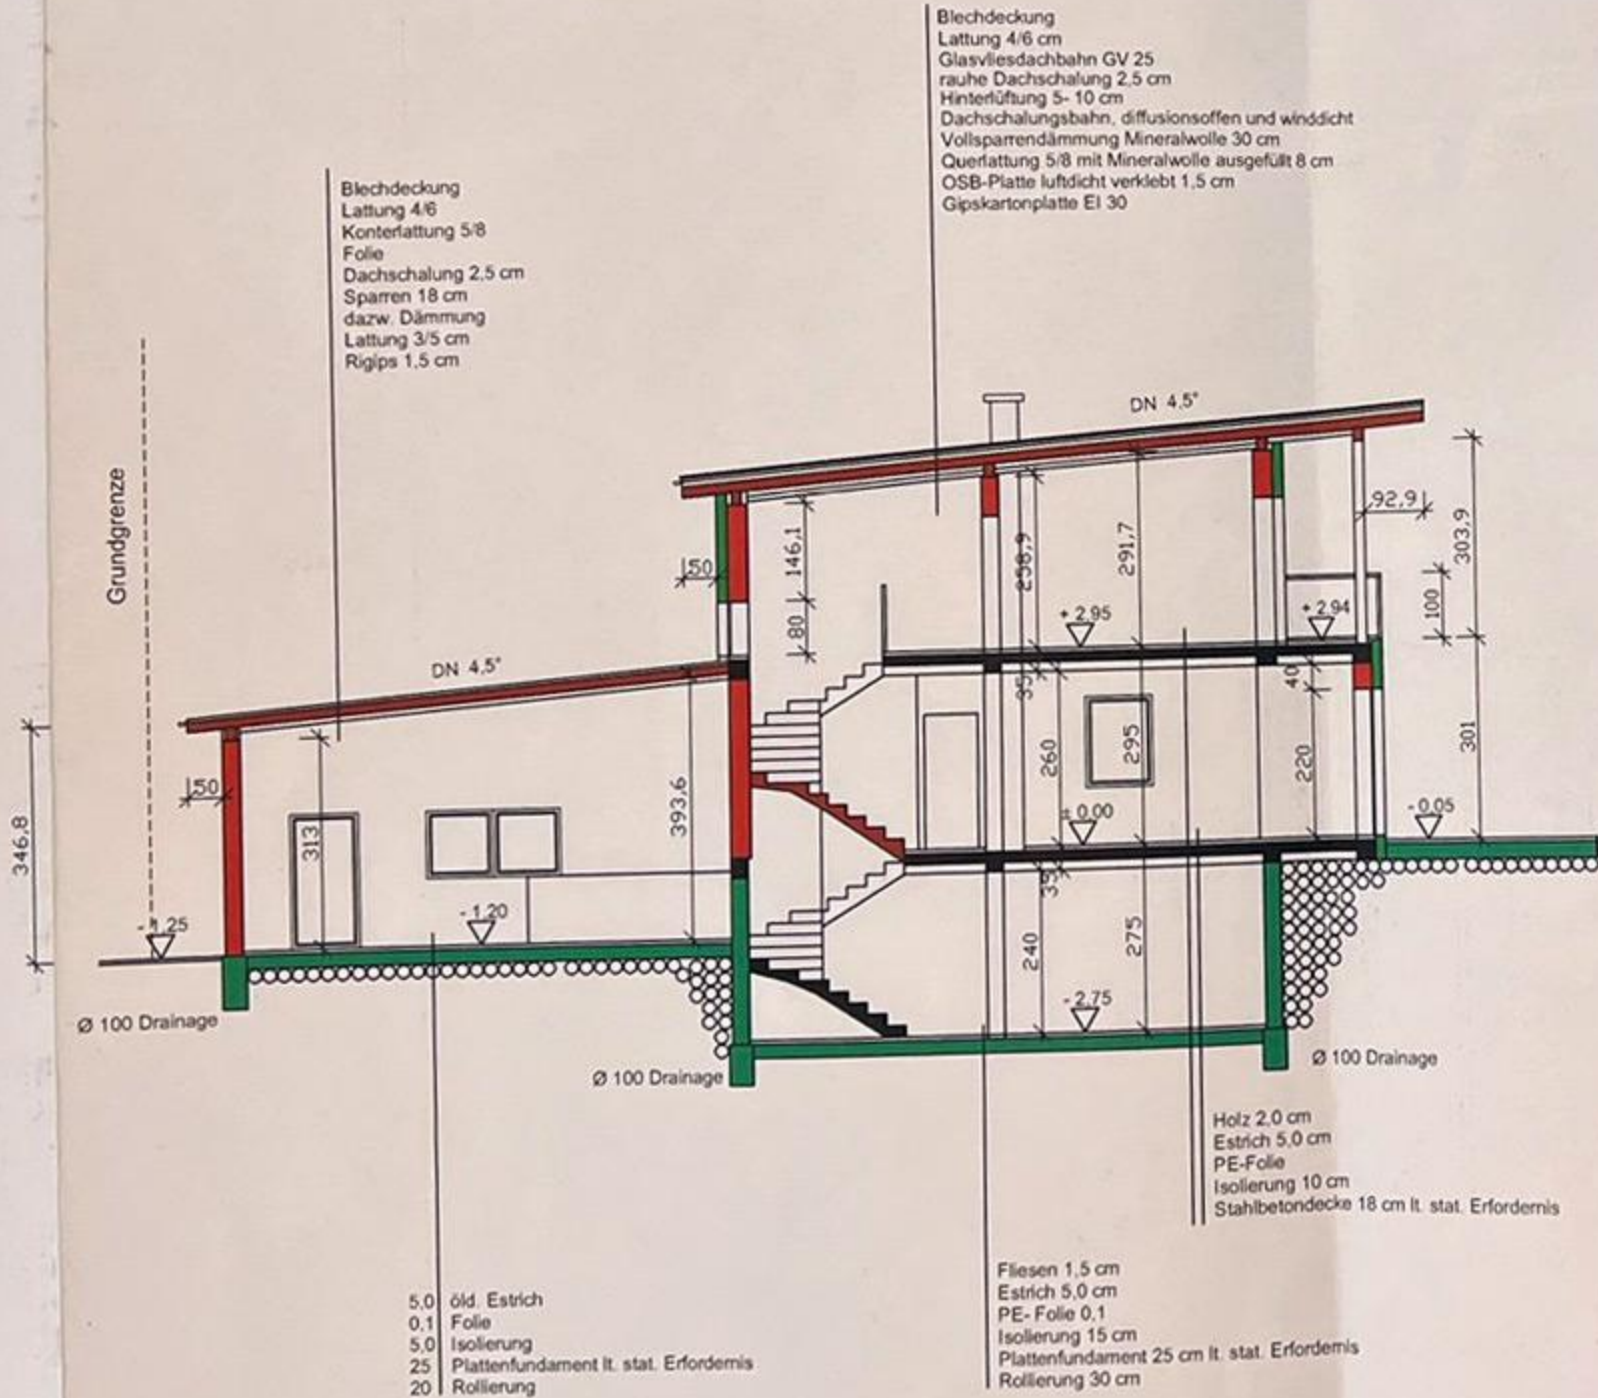 Blechdeckung
Lattung 4/6 cm
Glasvliesdachbahn GV 25
rauhe Dachschalung 2,5 cm
Hinterlüftung 5- 10 cm
Dachschalungsbahn, diffusionsoffen und winddicht
Vollsparrendämmung Mineralwolle 30 cm
Querlattung 5/8 mit Mineralwolle ausgefüllt 8 cm
OSB-Platte luftdicht verklebt 1,5 cm
Gipskartonplatte EI 30
Blechdeckung
Lattung 4/6
Konterlattung 5/8
Folie
Dachschalung 2,5 cm
Sparren 18 cm
dazw. Dämmung
Lattung 3/5 cm
Rigips 1,5 cm
Grundgrenze
DN 4,5°
92,9
303,9
50
146,1
258,9
291,7
80
100
+ 2,95
+ 2,94
DN 4,5°
35
40
301
346,8
50
313
393,6
260
295
220
± 0,00
- 0,05
- 1,25
- 1,20
35
240
275
- 2,75
Ø 100 Drainage
Ø 100 Drainage
Ø 100 Drainage
Holz 2,0 cm
Estrich 5,0 cm
PE-Folie
Isolierung 10 cm
Stahlbetondecke 18 cm lt. stat. Erfordernis
Fliesen 1,5 cm
Estrich 5,0 cm
PE- Folie 0,1
Isolierung 15 cm
Plattenfundament 25 cm lt. stat. Erfordernis
Rollierung 30 cm
5,0 öld. Estrich
0,1 Folie
5,0 Isolierung
25 Plattenfundament lt. stat. Erfordernis
20 Rollierung